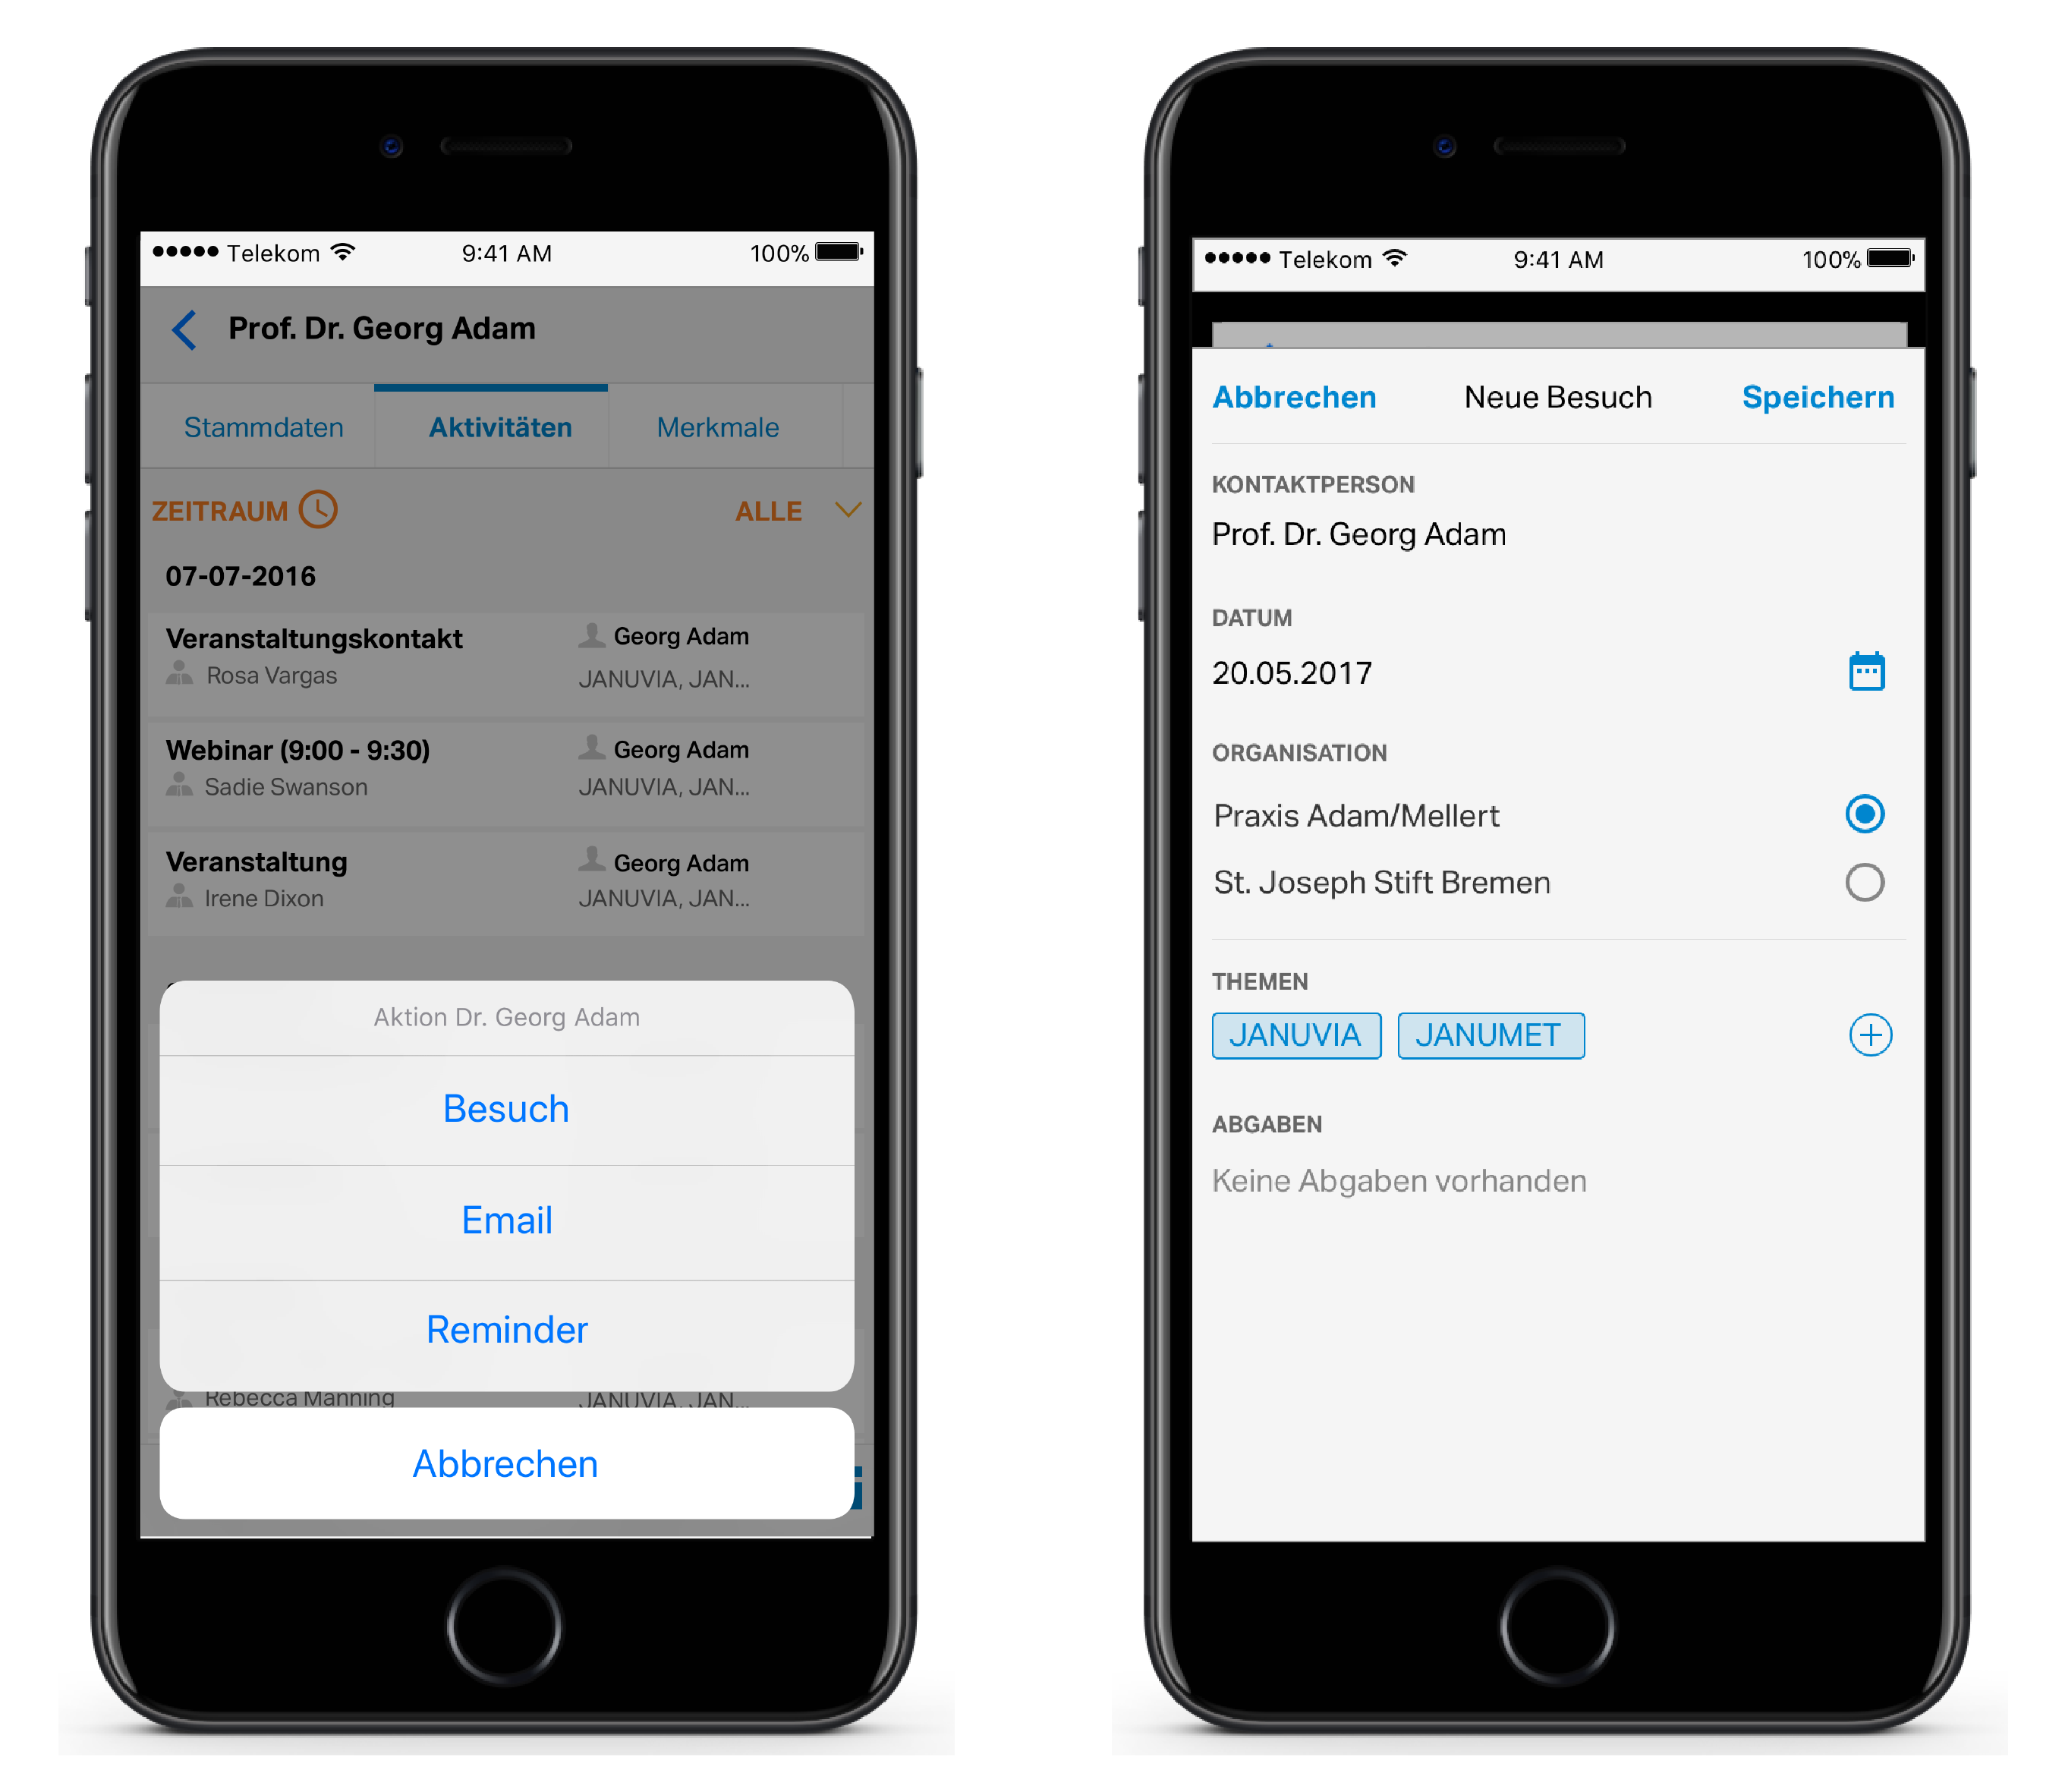 Telekom 9:41 AM 100%
Prof. Dr. Georg Adam
Stammdaten Aktivitäten Merkmale
ZEITRAUM ALLE
07-07-2016
Veranstaltungskontakt Georg Adam
Rosa Vargas JANUVIA, JAN...
Webinar (9:00 - 9:30) Georg Adam
Sadie Swanson JANUVIA, JAN...
Veranstaltung Georg Adam
Irene Dixon JANUVIA, JAN...
Aktion Dr. Georg Adam
Besuch
Email
Reminder
Rebecca Manning JANUVIA, JAN...
Abbrechen
Telekom 9:41 AM 100%
Abbrechen Neue Besuch Speichern
KONTAKTPERSON
Prof. Dr. Georg Adam
DATUM
20.05.2017
ORGANISATION
Praxis Adam/Mellert
St. Joseph Stift Bremen
THEMEN
JANUVIA JANUMET
ABGABEN
Keine Abgaben vorhanden